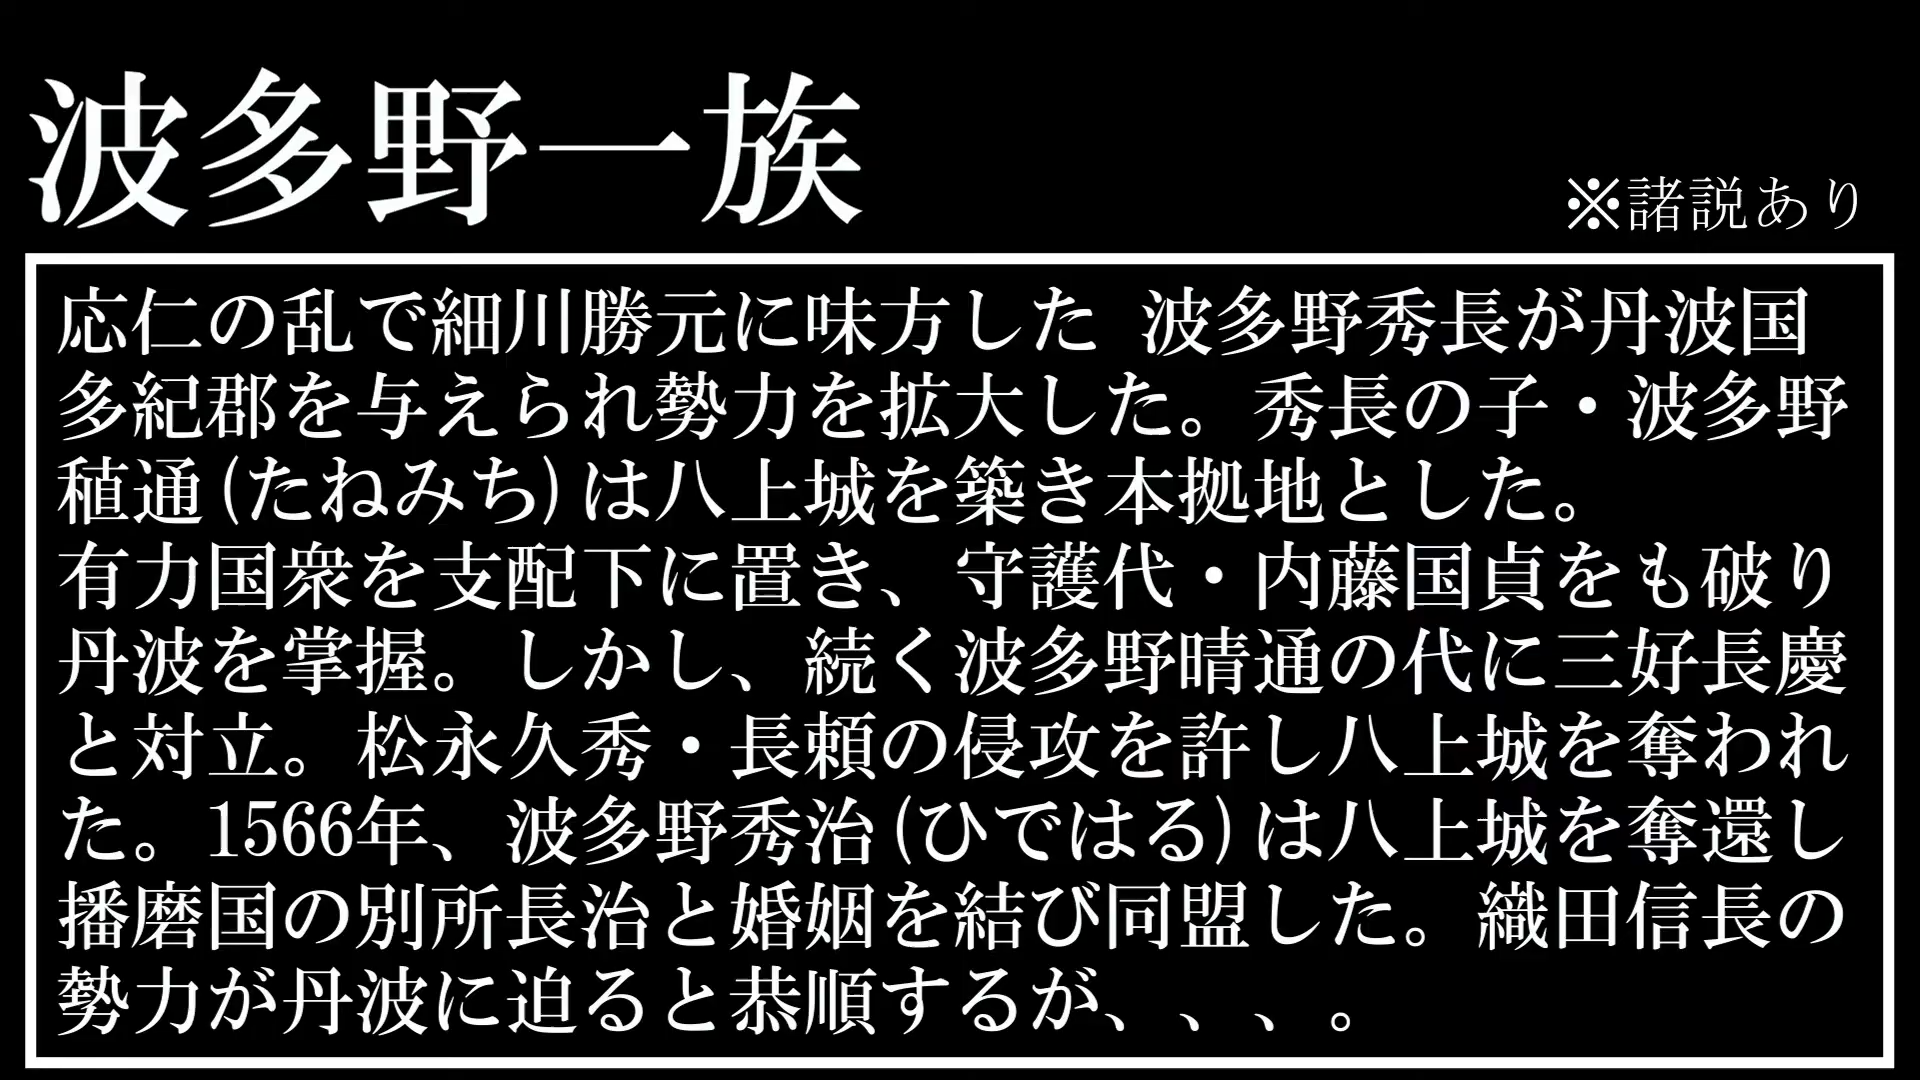 波多野一族
※諸説あり
応仁の乱で細川勝元に味方した 波多野秀長が丹波国
多紀郡を与えられ勢力を拡大した。秀長の子・波多野
稙通(たねみち)は八上城を築き本拠地とした。
有力国衆を支配下に置き、守護代・内藤国貞をも破り
丹波を掌握。しかし、続く波多野晴通の代に三好長慶
と対立。松永久秀・長頼の侵攻を許し八上城を奪われ
た。1566年、波多野秀治(ひではる)は八上城を奪還し
播磨国の別所長治と婚姻を結び同盟した。織田信長の
勢力が丹波に迫ると恭順するが、、、。